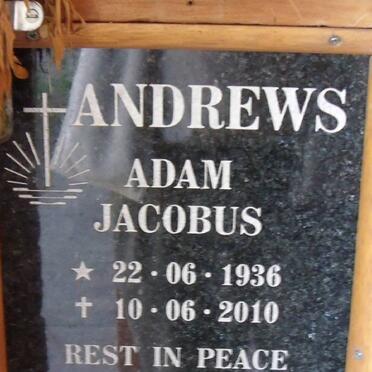 ANDREWS
ADAM
JACOBUS
★ 22 · 06 · 1936
✝ 10 · 06 · 2010
REST IN PEACE